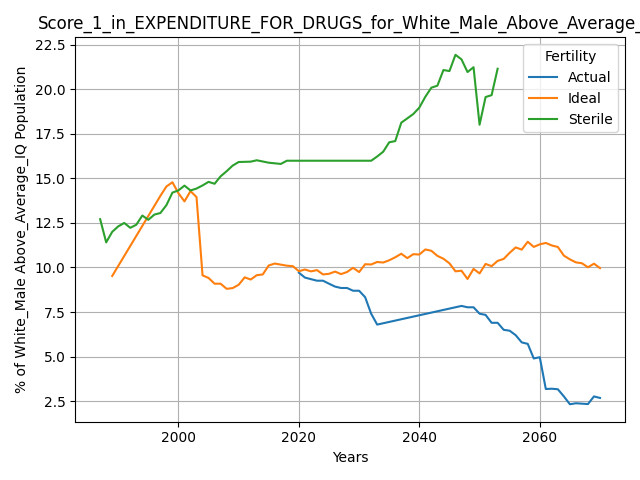 Score_1_in_EXPENDITURE_FOR_DRUGS_for_White_Male_Above_Average_
% of White_Male Above_Average_IQ Population
22.5
20.0
17.5
15.0
12.5
10.0
7.5
5.0
2.5
Fertility
Actual
Ideal
Sterile
2000
2020
2040
2060
Years